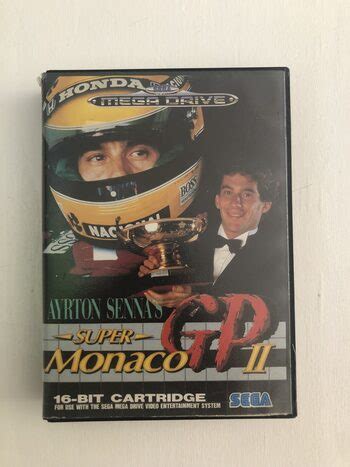 HONDA
MEGA DRIVE
BOSS
NACIONAL
AYRTON SENNA'S
SUPER
Monaco GP II
16-BIT CARTRIDGE
FOR USE WITH THE SEGA MEGA DRIVE VIDEO ENTERTAINMENT SYSTEM
SEGA